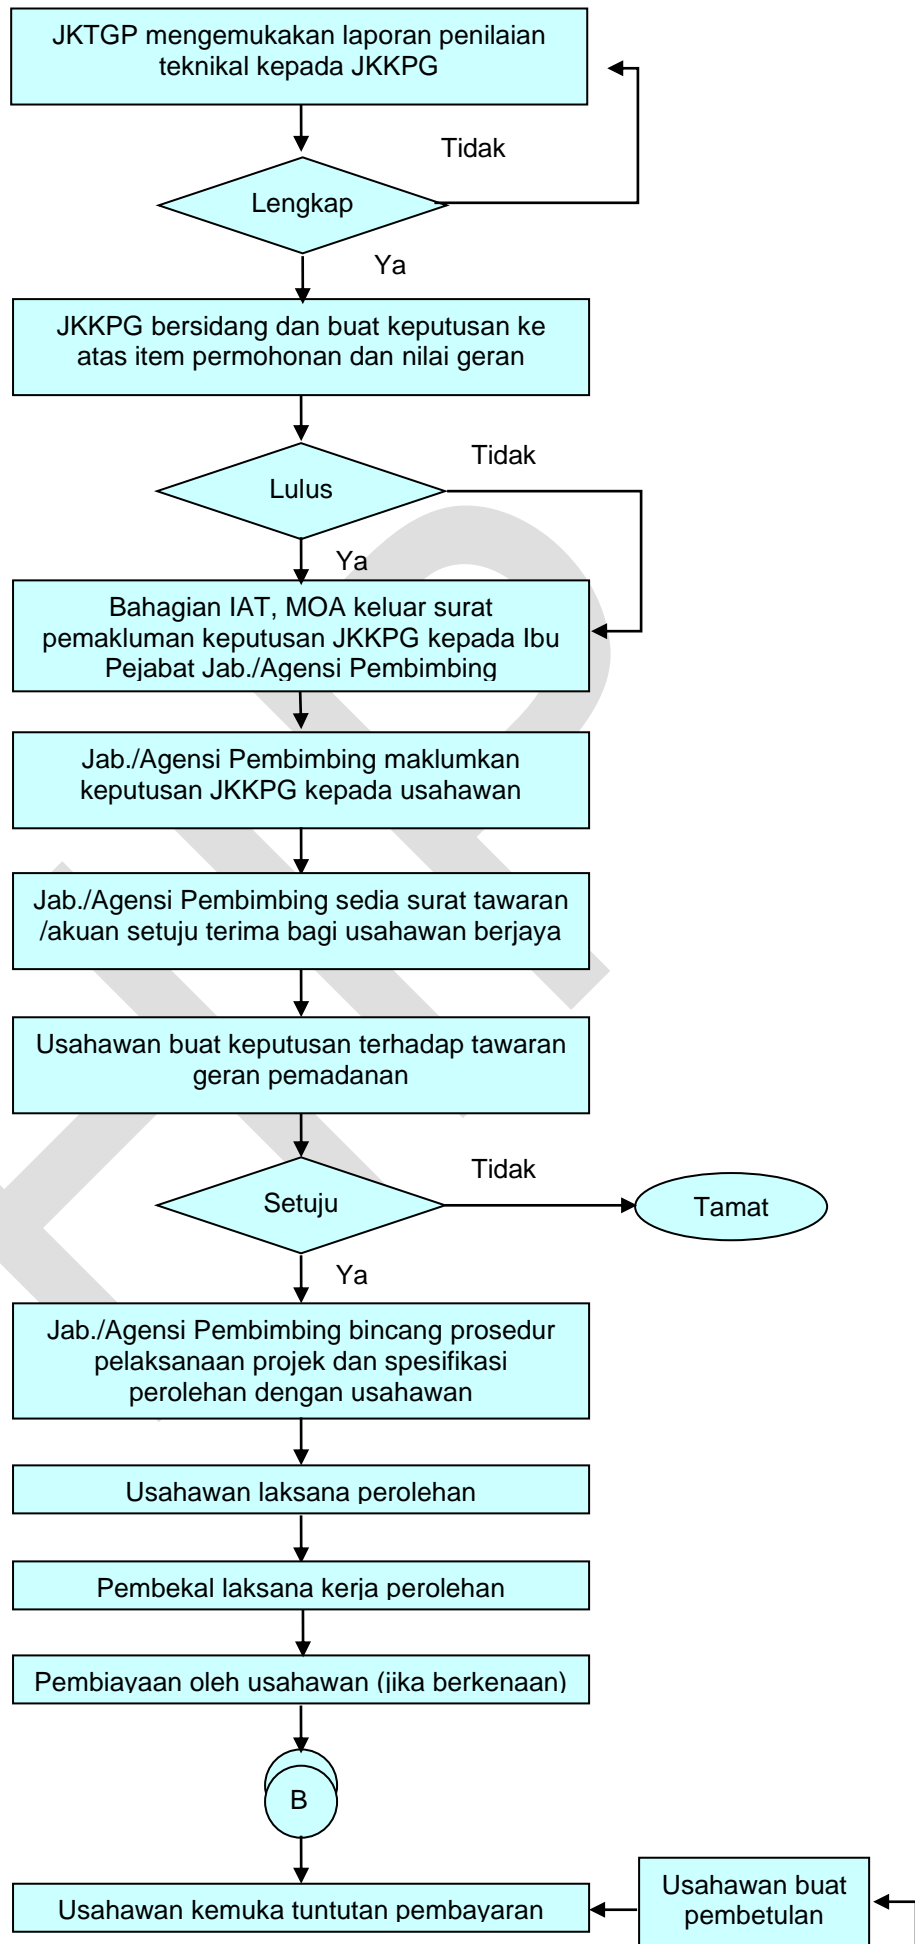 JKTGP mengemukakan laporan penilaian
teknikal kepada JKKPG
Tidak
Lengkap
Ya
JKKPG bersidang dan buat keputusan ke
atas item permohonan dan nilai geran
Tidak
Lulus
Ya
Bahagian IAT, MOA keluar surat
pemakluman keputusan JKKPG kepada Ibu
Pejabat Jab./Agensi Pembimbing
Jab./Agensi Pembimbing maklumkan
keputusan JKKPG kepada usahawan
Jab./Agensi Pembimbing sedia surat tawaran
/akuan setuju terima bagi usahawan berjaya
Usahawan buat keputusan terhadap tawaran
geran pemadanan
Tidak
Setuju
Tamat
Ya
Jab./Agensi Pembimbing bincang prosedur
pelaksanaan projek dan spesifikasi
perolehan dengan usahawan
Usahawan laksana perolehan
Pembekal laksana kerja perolehan
Pembiayaan oleh usahawan (jika berkenaan)
B
Usahawan kemuka tuntutan pembayaran
Usahawan buat
pembetulan